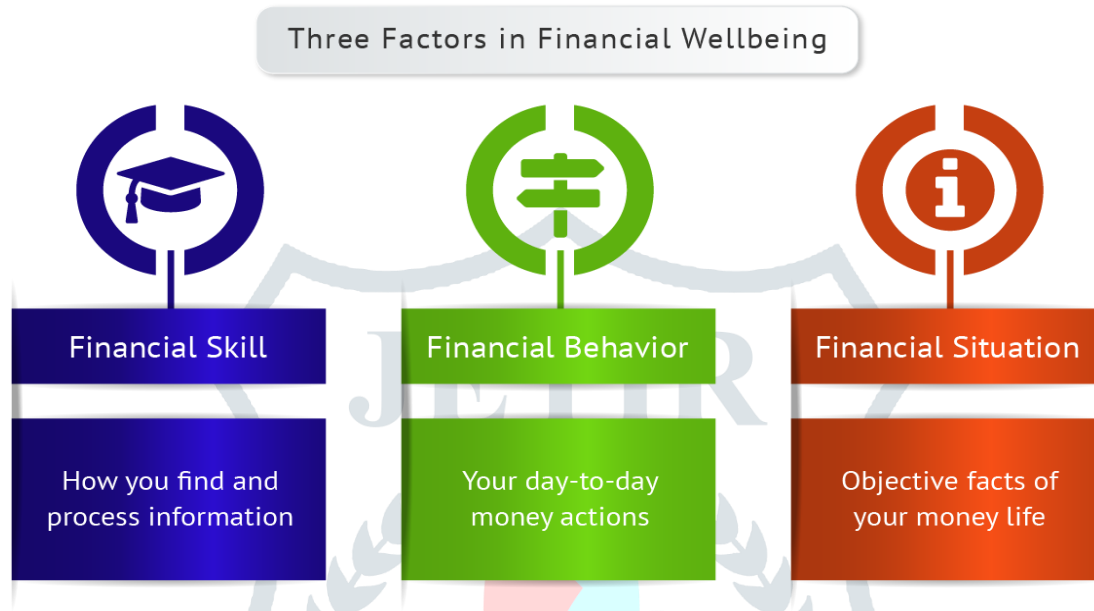 Three Factors in Financial Wellbeing
Financial Skill
How you find and
process information
Financial Behavior
Your day-to-day
money actions
Financial Situation
Objective facts of
your money life
JETIR